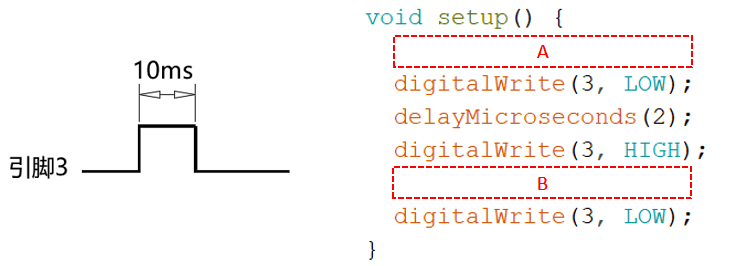 10ms
引脚3
void setup() {
A
digitalWrite(3, LOW);
delayMicroseconds(2);
digitalWrite(3, HIGH);
B
digitalWrite(3, LOW);
}